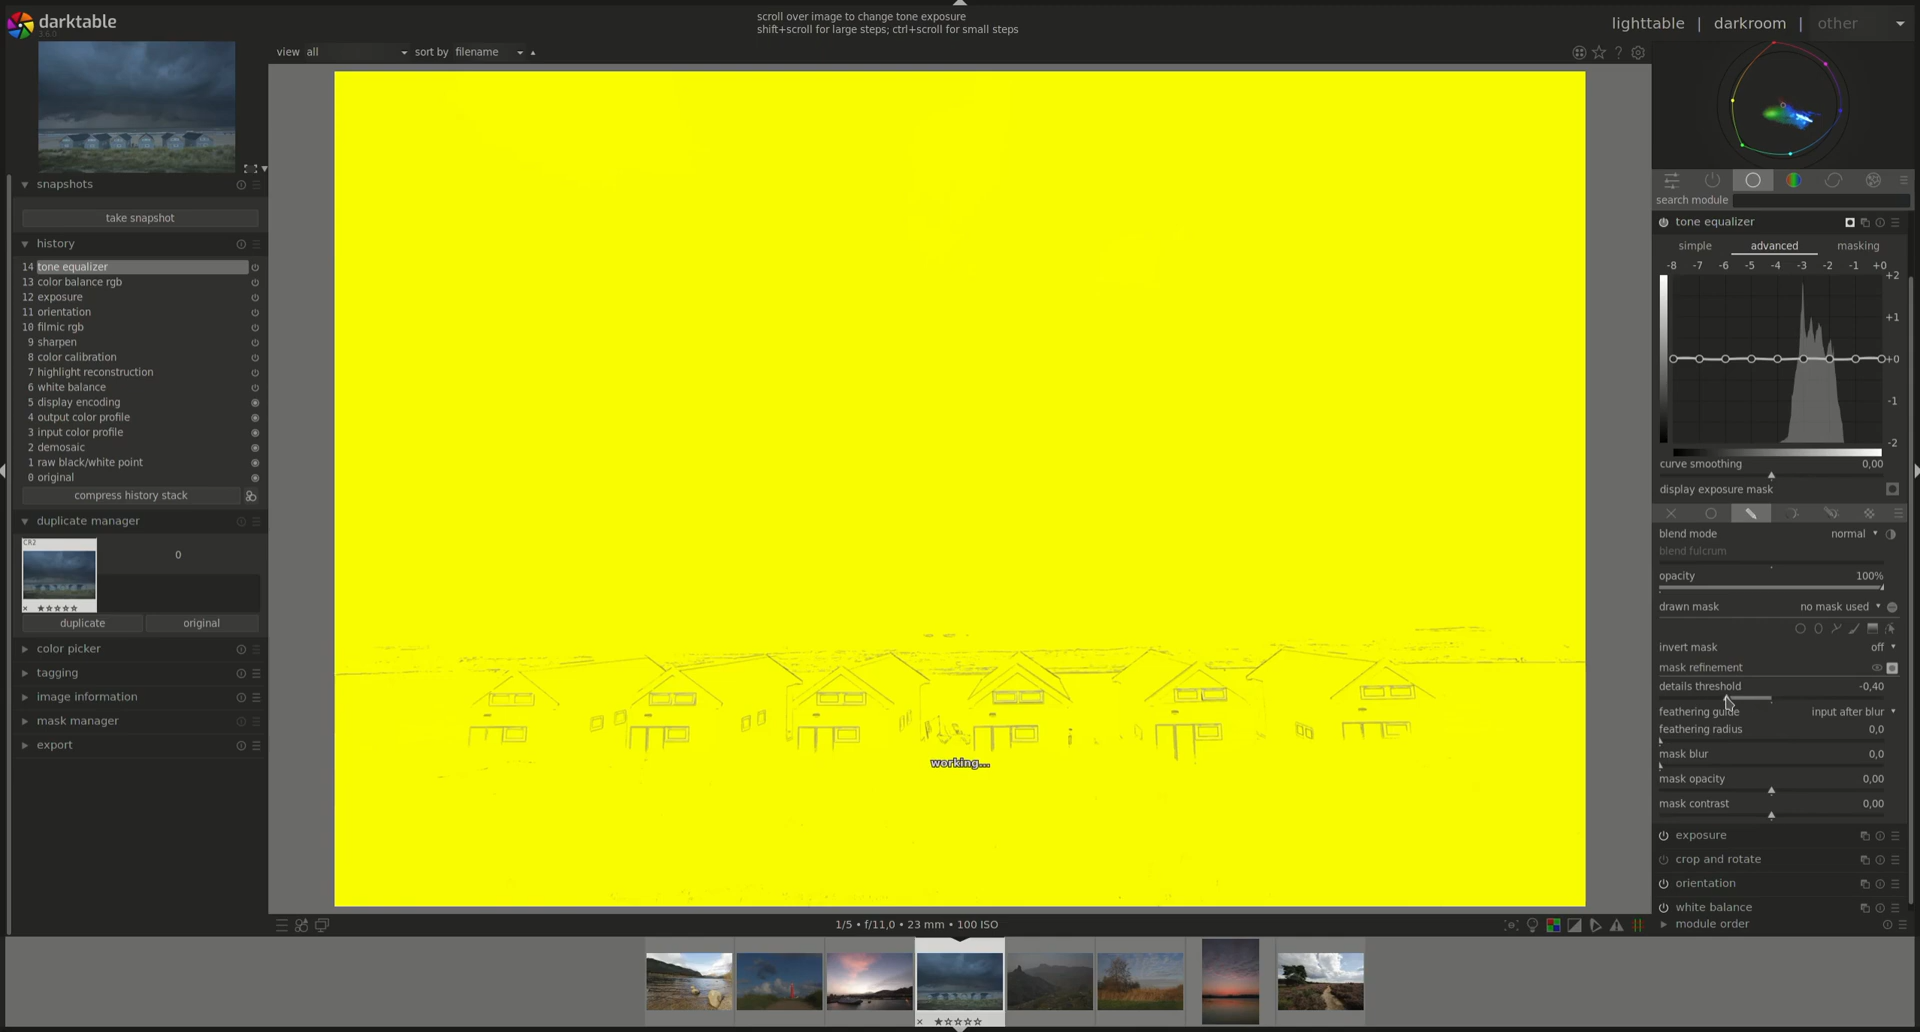 darktable
3.6.0
scroll over image to change tone exposure
shift+scroll for large steps; ctrl+scroll for small steps
lighttable | darkroom | other
view all sort by filename
snapshots
take snapshot
history
14 tone equalizer
13 color balance rgb
12 exposure
11 orientation
10 filmic rgb
9 sharpen
8 color calibration
7 highlight reconstruction
6 white balance
5 display encoding
4 output color profile
3 input color profile
2 demosaic
1 raw black/white point
0 original
compress history stack
duplicate manager
CR2
0
duplicate original
color picker
tagging
image information
mask manager
export
working...
1/5 • f/11,0 • 23 mm • 100 ISO
search module
tone equalizer
simple advanced masking
-8 -7 -6 -5 -4 -3 -2 -1 +0
+2
+1
+0
-1
-2
curve smoothing 0,00
display exposure mask
blend mode normal
blend fulcrum
opacity 100%
drawn mask no mask used
invert mask off
mask refinement
details threshold -0,40
feathering guide input after blur
feathering radius 0,0
mask blur 0,0
mask opacity 0,00
mask contrast 0,00
exposure
crop and rotate
orientation
white balance
module order